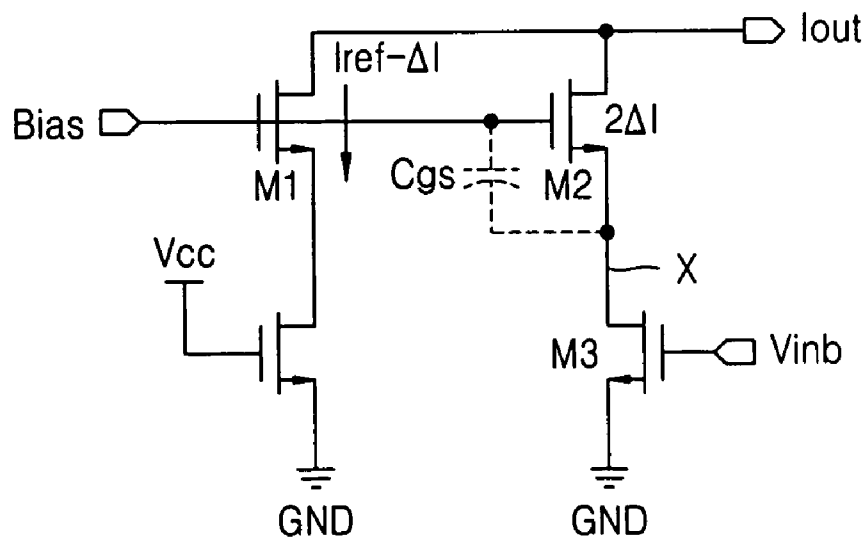 Iout
Iref-ΔI
Bias
2ΔI
Cgs
M1
M2
Vcc
X
M3
Vinb
GND
GND